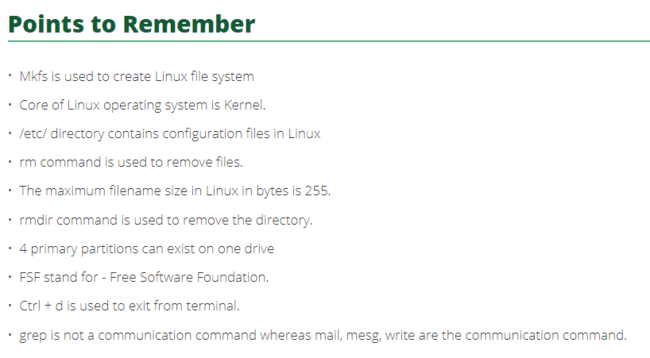 Points to Remember
• Mkfs is used to create Linux file system
• Core of Linux operating system is Kernel.
• /etc/ directory contains configuration files in Linux
• rm command is used to remove files.
• The maximum filename size in Linux in bytes is 255.
• rmdir command is used to remove the directory.
• 4 primary partitions can exist on one drive
• FSF stand for - Free Software Foundation.
• Ctrl + d is used to exit from terminal.
• grep is not a communication command whereas mail, mesg, write are the communication command.